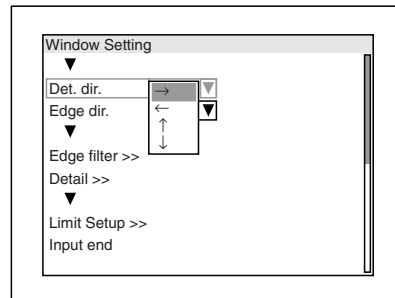 Window Setting
▼
Det. dir. → ▼
Edge dir. ← ▼
↑
▼
↓
Edge filter >>
Detail >>
▼
Limit Setup >>
Input end